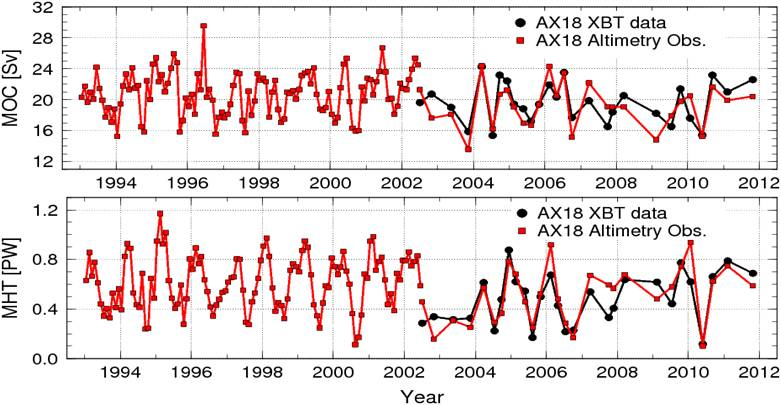 MOC [Sv]
32
28
24
20
16
12
AX18 XBT data
AX18 Altimetry Obs.
1994 1996 1998 2000 2002 2004 2006 2008 2010 2012
MHT [PW]
1.2
0.8
0.4
0.0
AX18 XBT data
AX18 Altimetry Obs.
1994 1996 1998 2000 2002 2004 2006 2008 2010 2012
Year